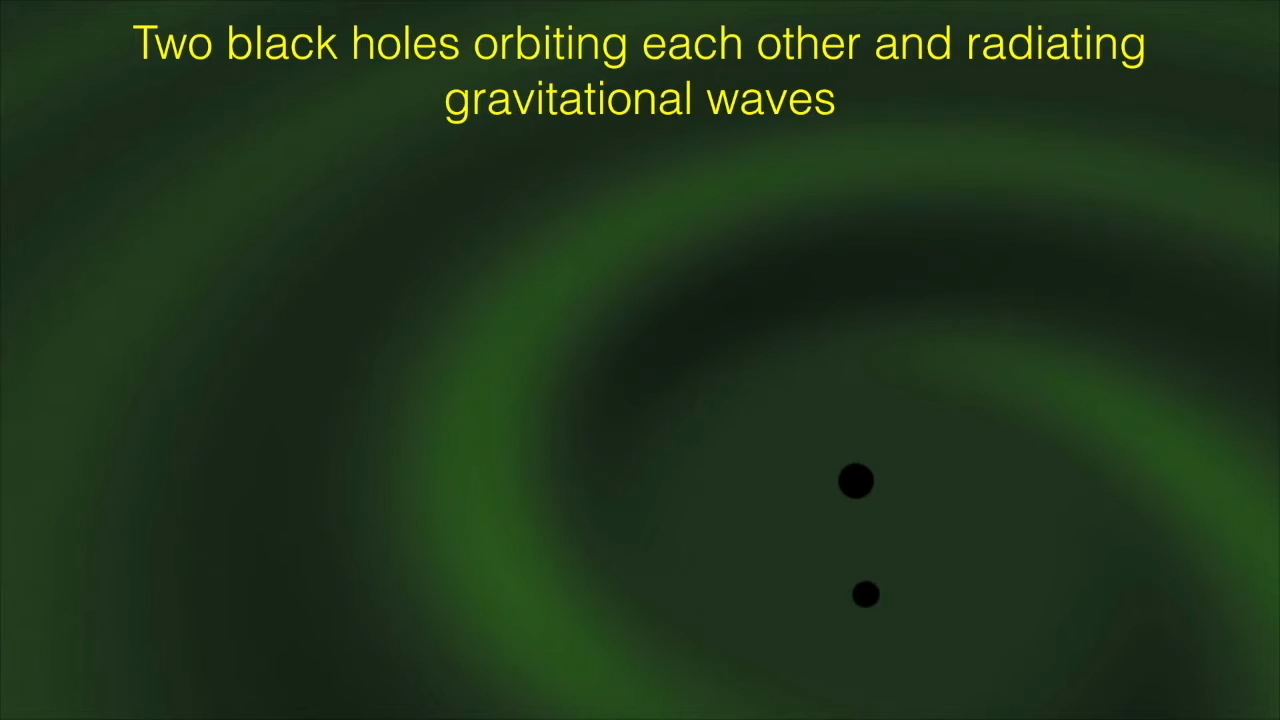 Two black holes orbiting each other and radiating
gravitational waves